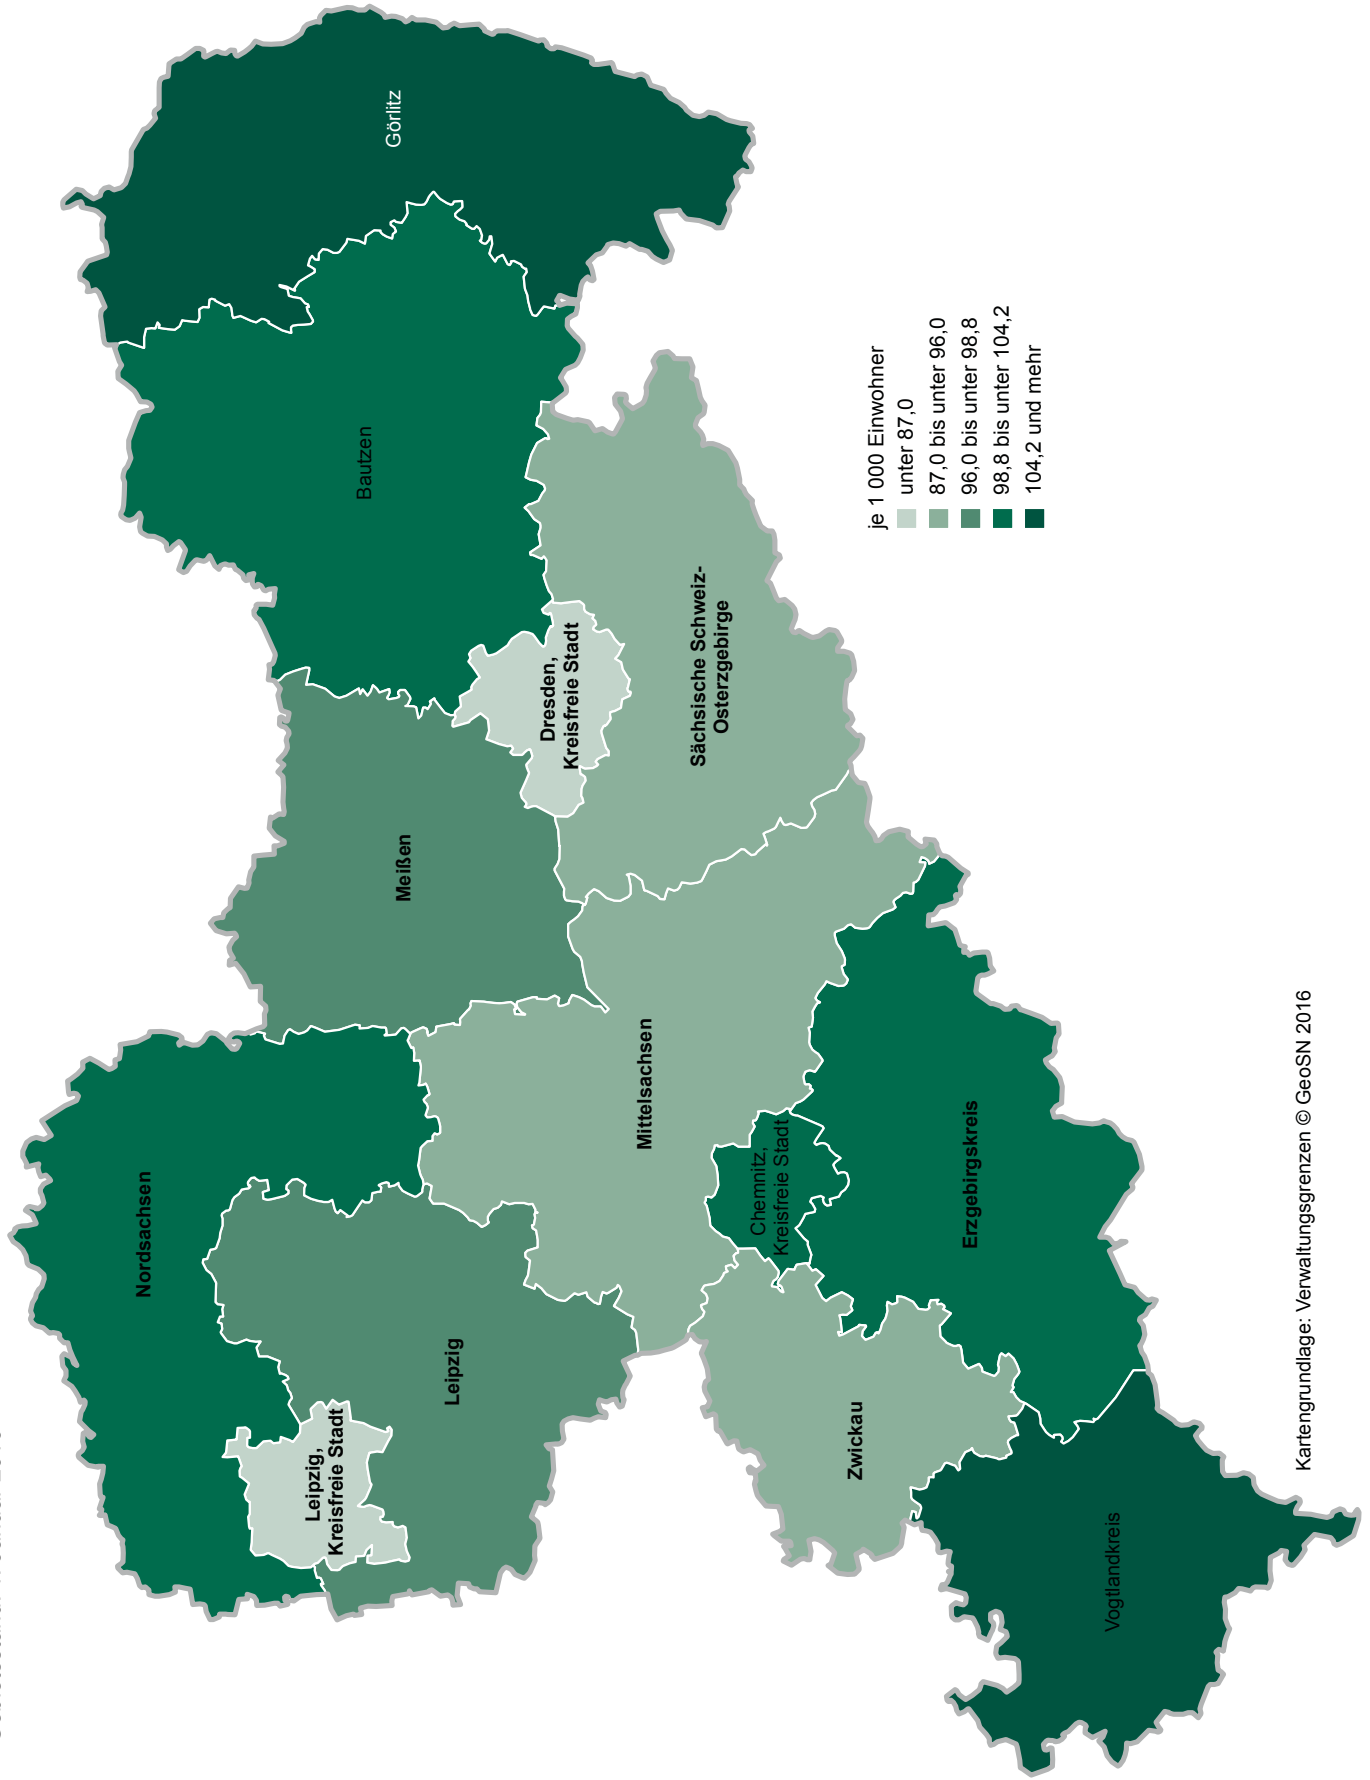 Nordsachsen
Leipzig,
Kreisfreie Stadt
Bautzen
Görlitz
Meißen
Leipzig
Dresden,
Kreisfreie Stadt
Mittelsachsen
Sächsische Schweiz-
Osterzgebirge
Chemnitz,
Kreisfreie Stadt
Zwickau
Erzgebirgskreis
Vogtlandkreis
je 1 000 Einwohner
unter 87,0
87,0 bis unter 96,0
96,0 bis unter 98,8
98,8 bis unter 104,2
104,2 und mehr
Kartengrundlage: Verwaltungsgrenzen © GeoSN 2016